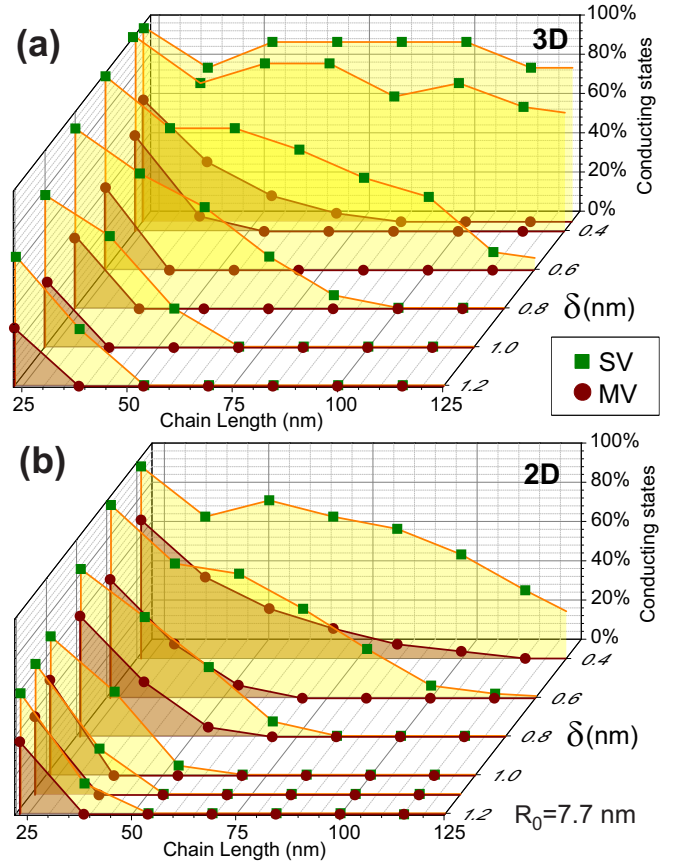 (a)
3D
100%
80%
60%
40%
20%
0%
Conducting states
0.4
0.6
0.8
1.0
1.2
δ(nm)
SV
MV
25 50 75 100 125
Chain Length (nm)
(b)
2D
100%
80%
60%
40%
20%
0%
Conducting states
0.4
0.6
0.8
1.0
1.2
δ(nm)
R₀=7.7 nm
25 50 75 100 125
Chain Length (nm)